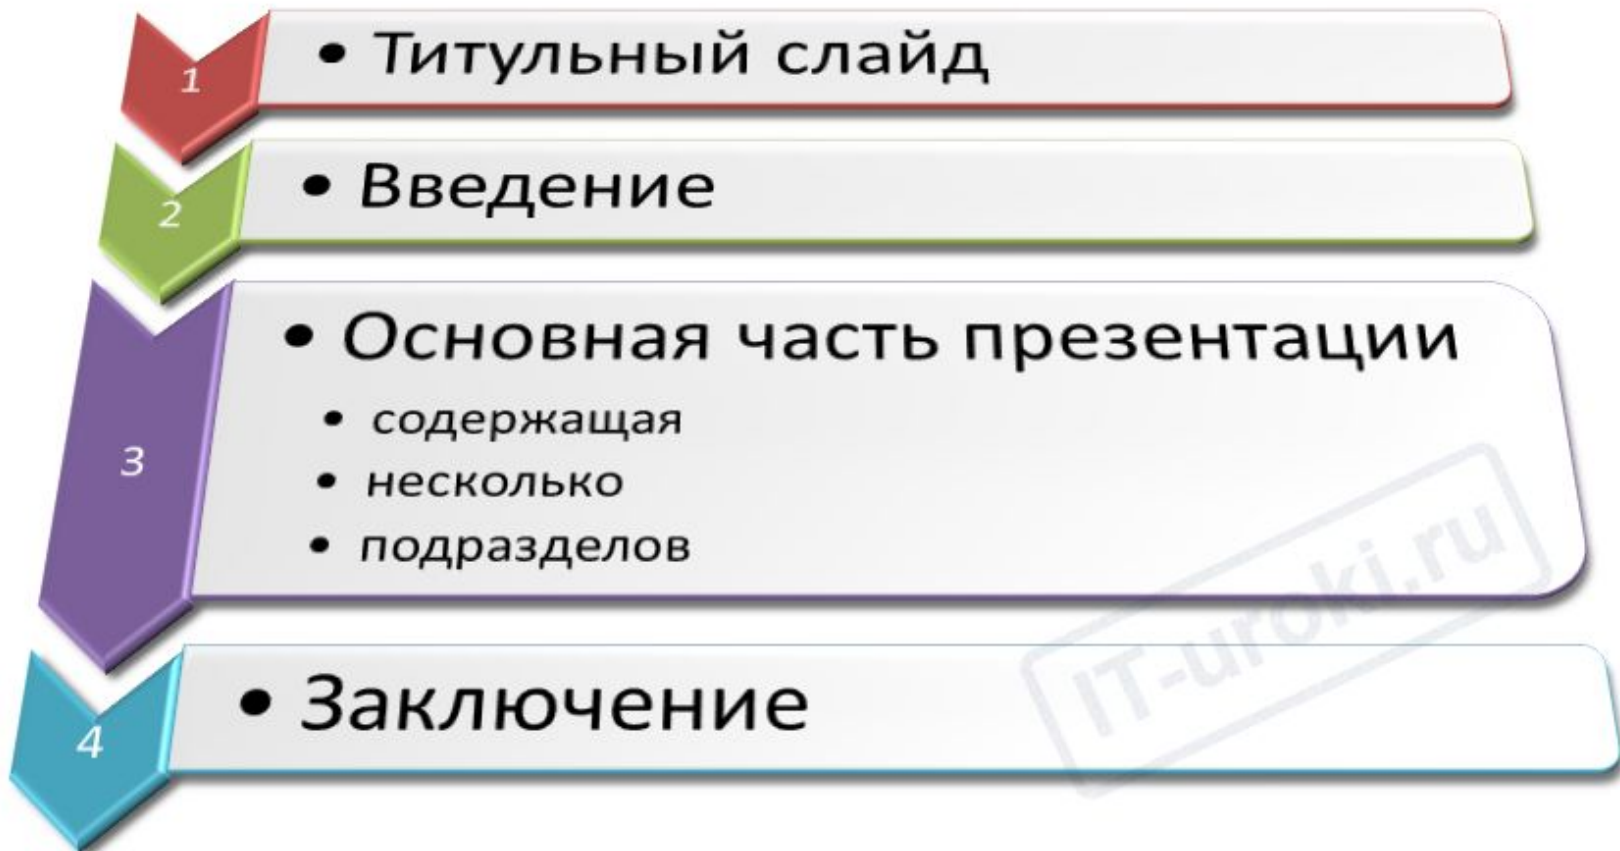 1
• Титульный слайд
2
• Введение
3
• Основная часть презентации
• содержащая
• несколько
• подразделов
4
• Заключение
IT-uroki.ru